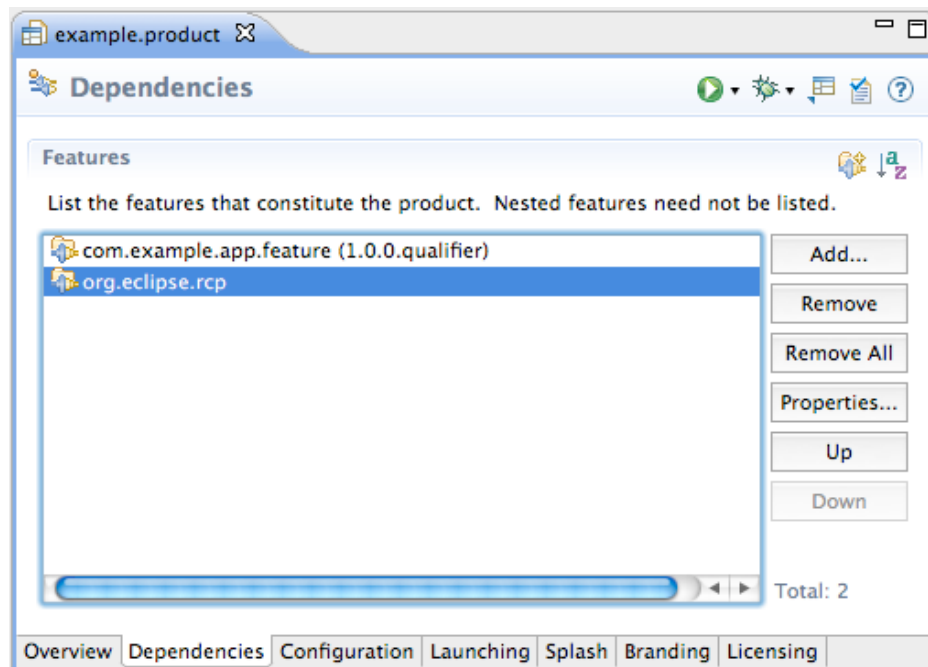 example.product
Dependencies
Features
List the features that constitute the product.  Nested features need not be listed.
com.example.app.feature (1.0.0.qualifier)
org.eclipse.rcp
Add...
Remove
Remove All
Properties...
Up
Down
Total: 2
Overview Dependencies Configuration Launching Splash Branding Licensing